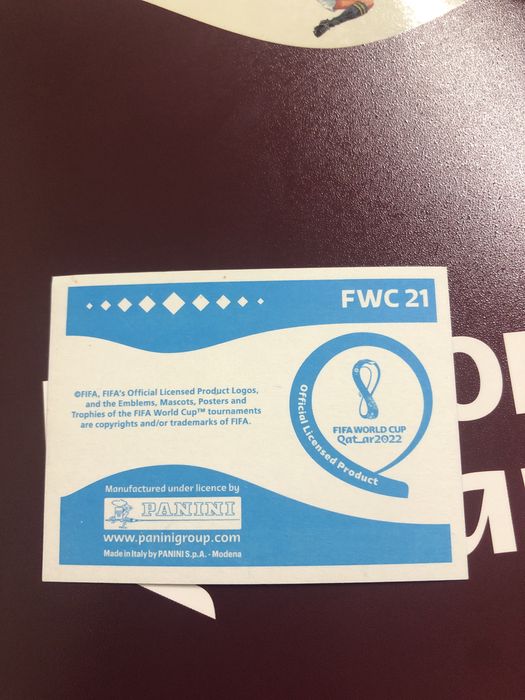 FWC 21
©FIFA, FIFA's Official Licensed Product Logos,
and the Emblems, Mascots, Posters and
Trophies of the FIFA World Cup™ tournaments
are copyrights and/or trademarks of FIFA.
FIFA WORLD CUP
Qat_ar2022
Official Licensed Product
Manufactured under licence by
PANINI
www.paninigroup.com
Made in Italy by PANINI S.p.A. - Modena